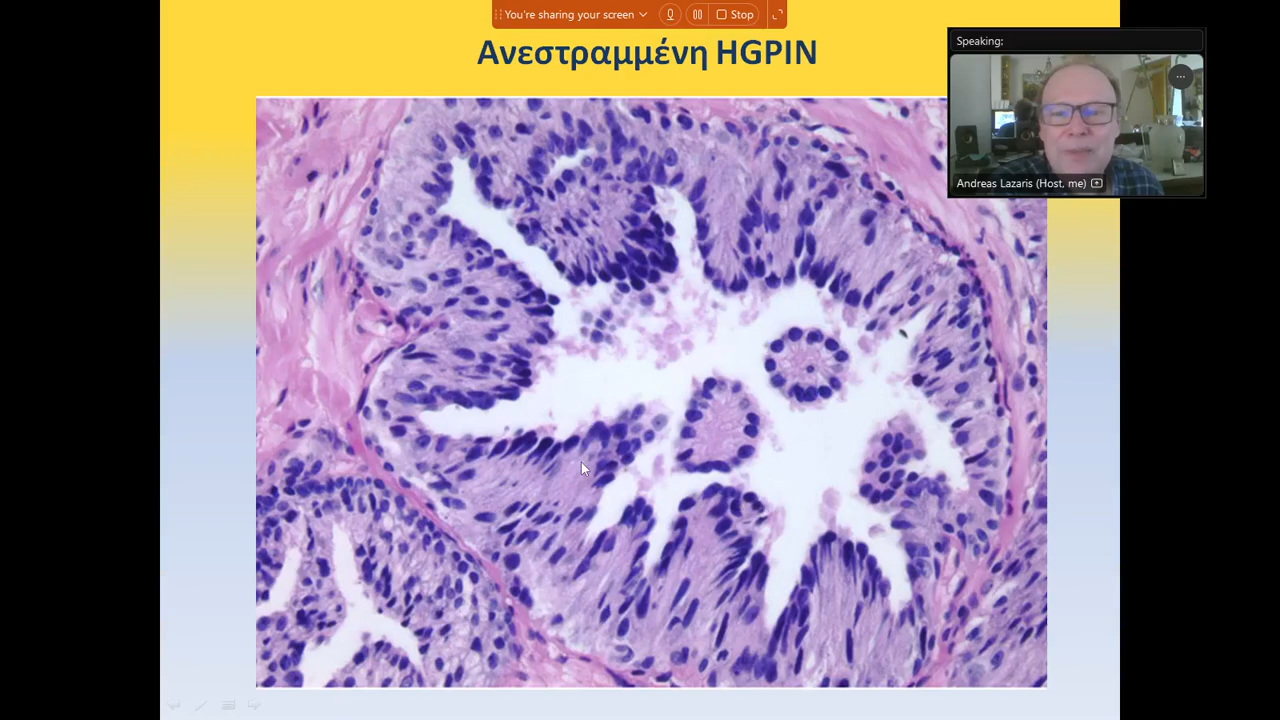 You're sharing your screen
Stop
Ανεστραμμένη HGPIN
Speaking:
Andreas Lazaris (Host, me)